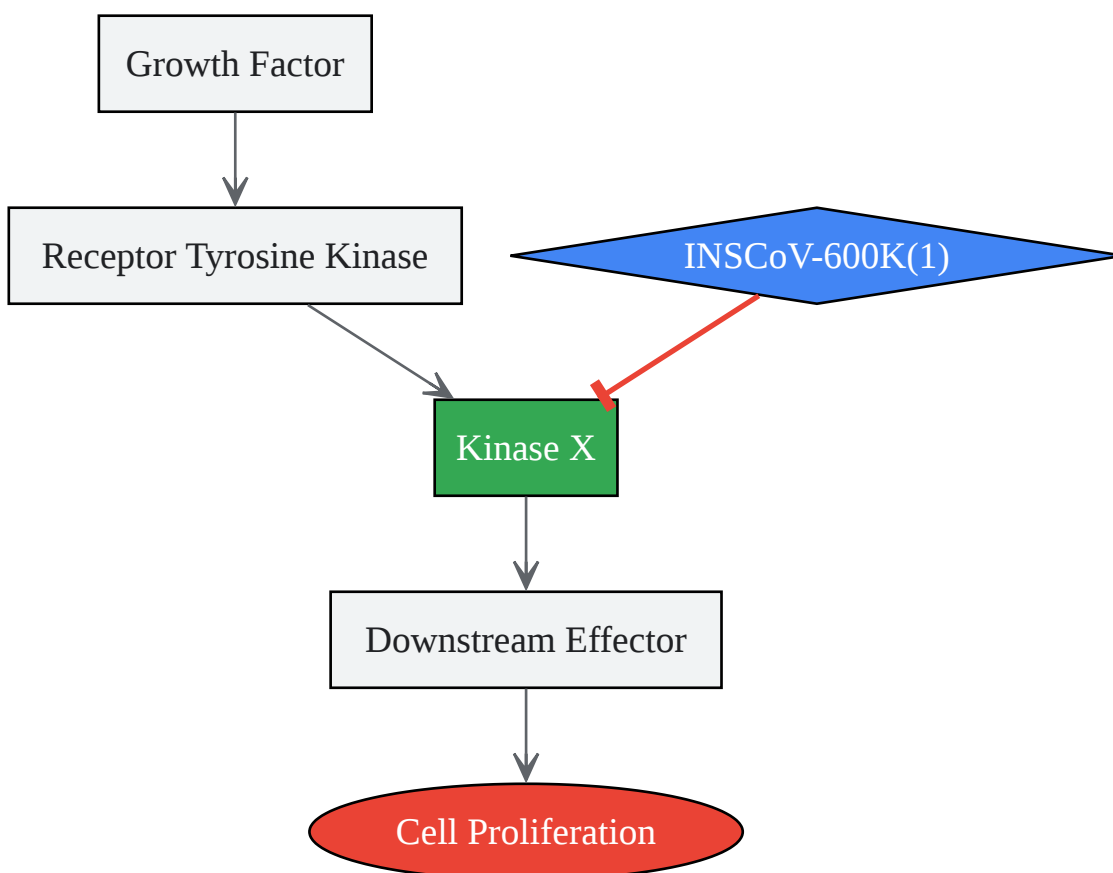 Growth Factor
Receptor Tyrosine Kinase
INSCoV-600K(1)
Kinase X
Downstream Effector
Cell Proliferation